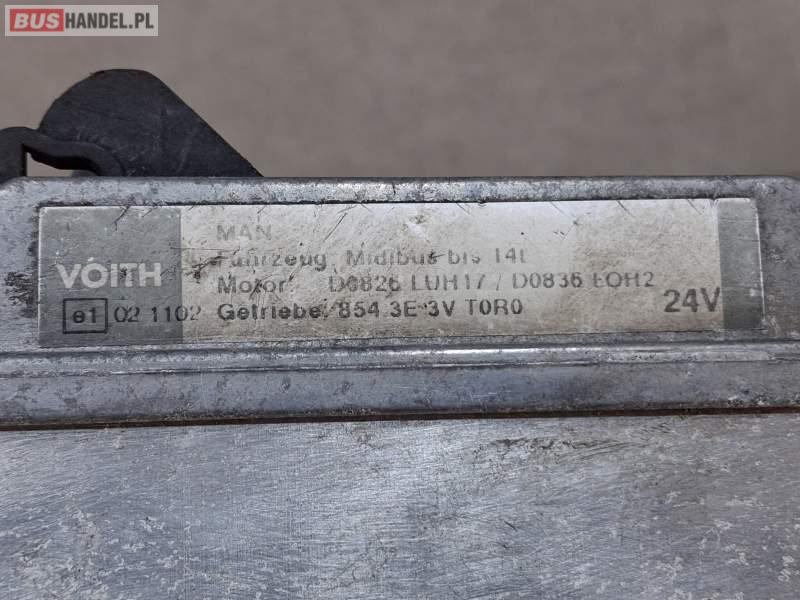 BUSHANDEL.PL
MAN
Fahrzeug Midibus bis 14t
VOITH Motor: D0826 LUH17 / D0836 LOH2
e1 02 1102 Getriebe: 854.3E 3V T0R0 24V